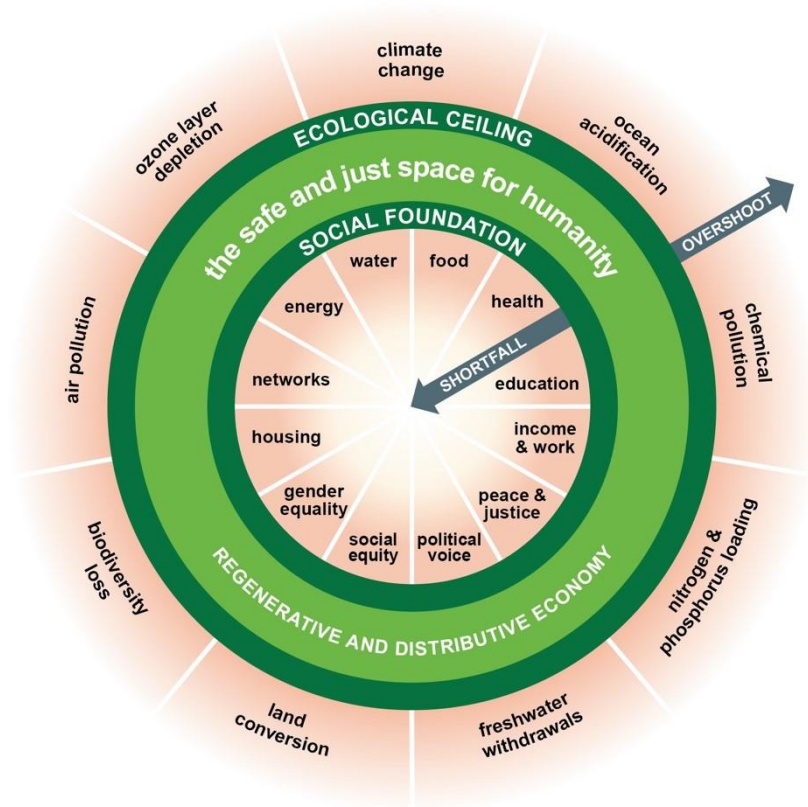 climate
change
ocean
acidification
ozone layer
depletion
ECOLOGICAL CEILING
the safe and just space for humanity
SOCIAL FOUNDATION
OVERSHOOT
water
food
energy
health
SHORTFALL
air pollution
chemical
pollution
networks
education
housing
income
& work
gender
equality
peace &
justice
social
equity
political
voice
biodiversity
loss
nitrogen &
phosphorus loading
REGENERATIVE AND DISTRIBUTIVE ECONOMY
land
conversion
freshwater
withdrawals